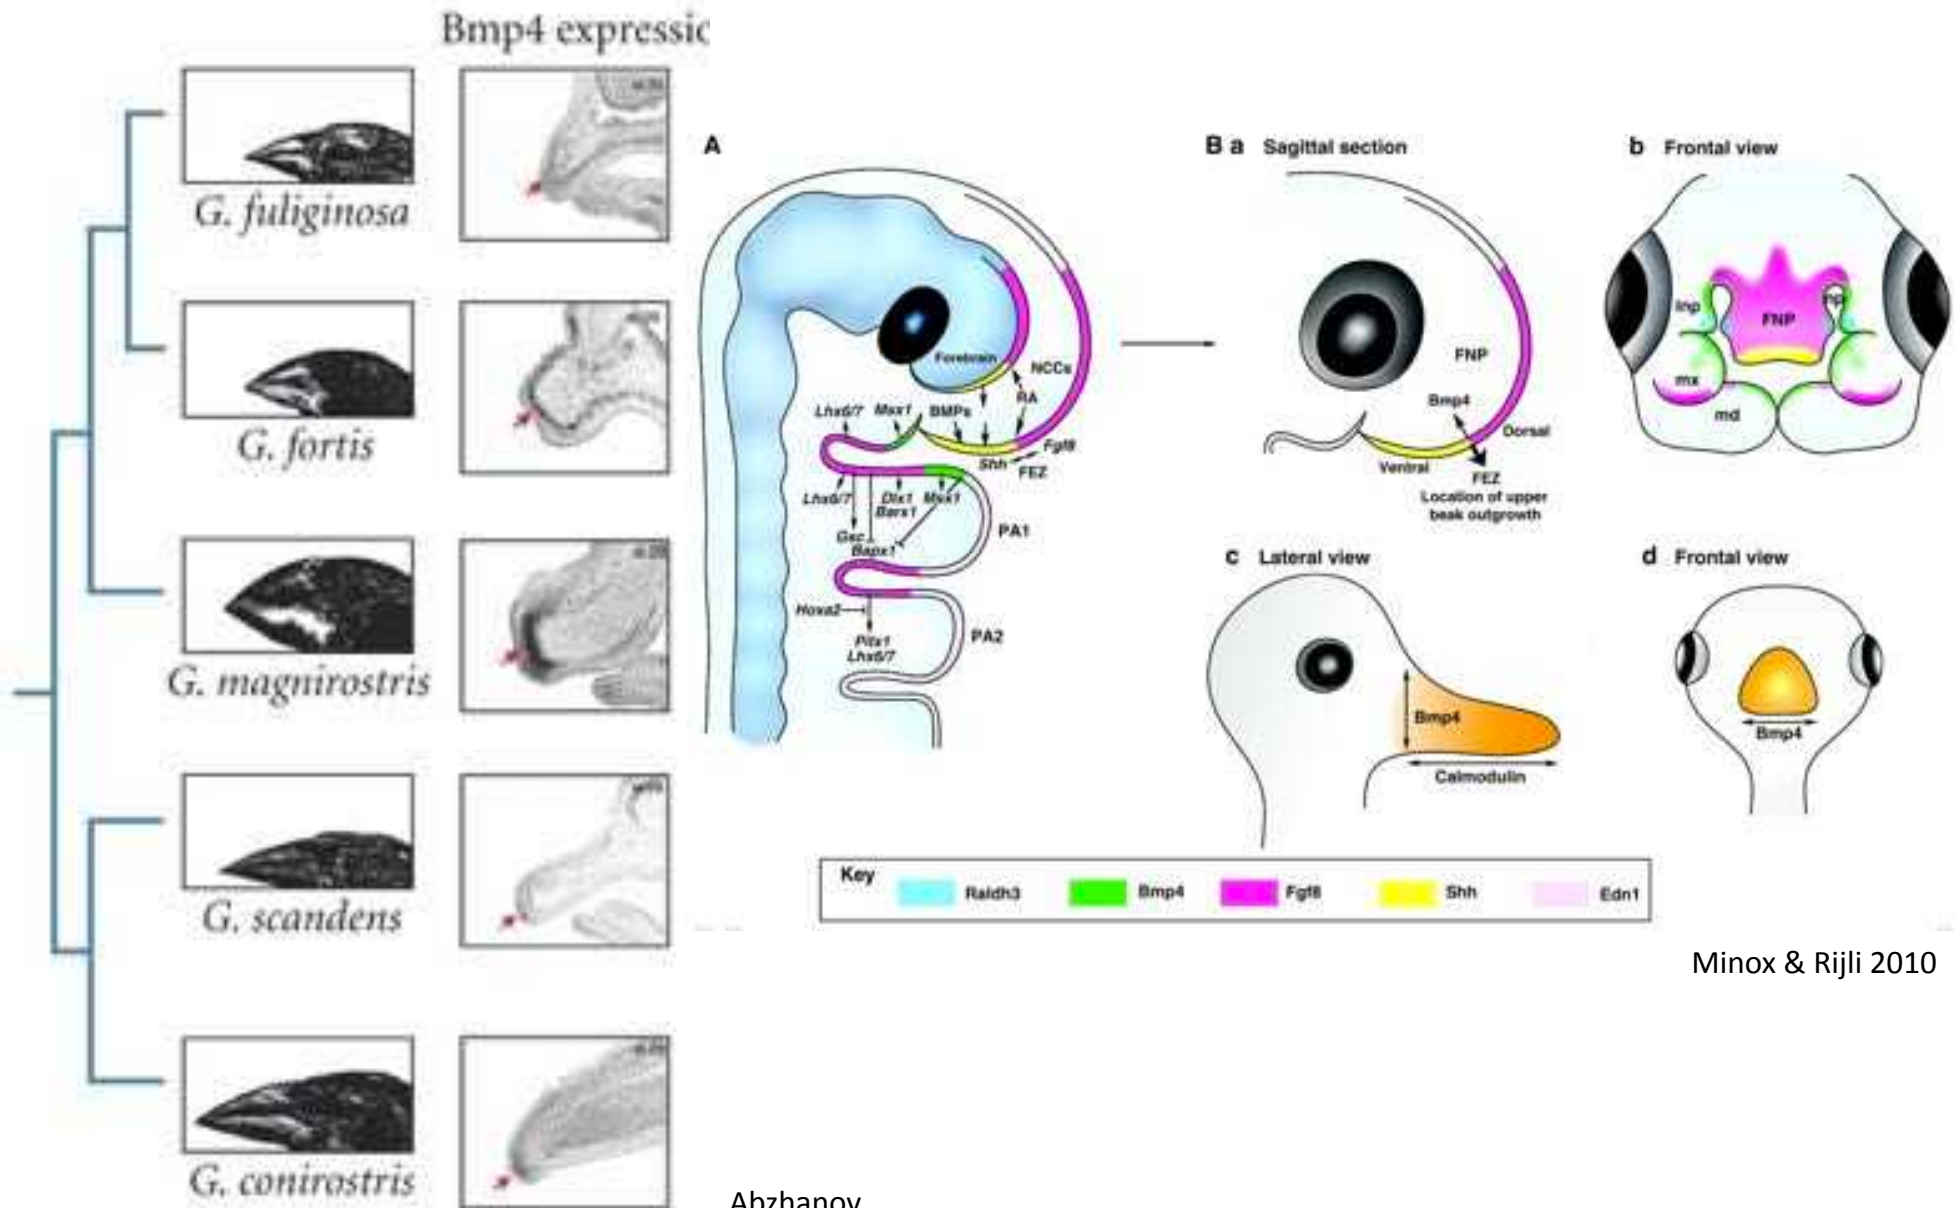 Bmp4 expressic
G. fuliginosa
G. fortis
G. magnirostris
G. scandens
G. conirostris
A
Forebrain
NCCs
RA
Lhx6/7 Msx1 BMPs
Fgf8
Shh
FEZ
Lhx6/7 Dlx1 Msx1
Barx1
PA1
Gsc
Bapx1
Hoxa2
PA2
Pitx1
Lhx6/7
B a Sagittal section
FNP
Bmp4
Dorsal
Ventral
FEZ
Location of upper
beak outgrowth
b Frontal view
lnp
np
FNP
mx
md
c Lateral view
Bmp4
Calmodulin
d Frontal view
Bmp4
Key
Raldh3 Bmp4 Fgf8 Shh Edn1
Minox & Rijli 2010
Abzhanov